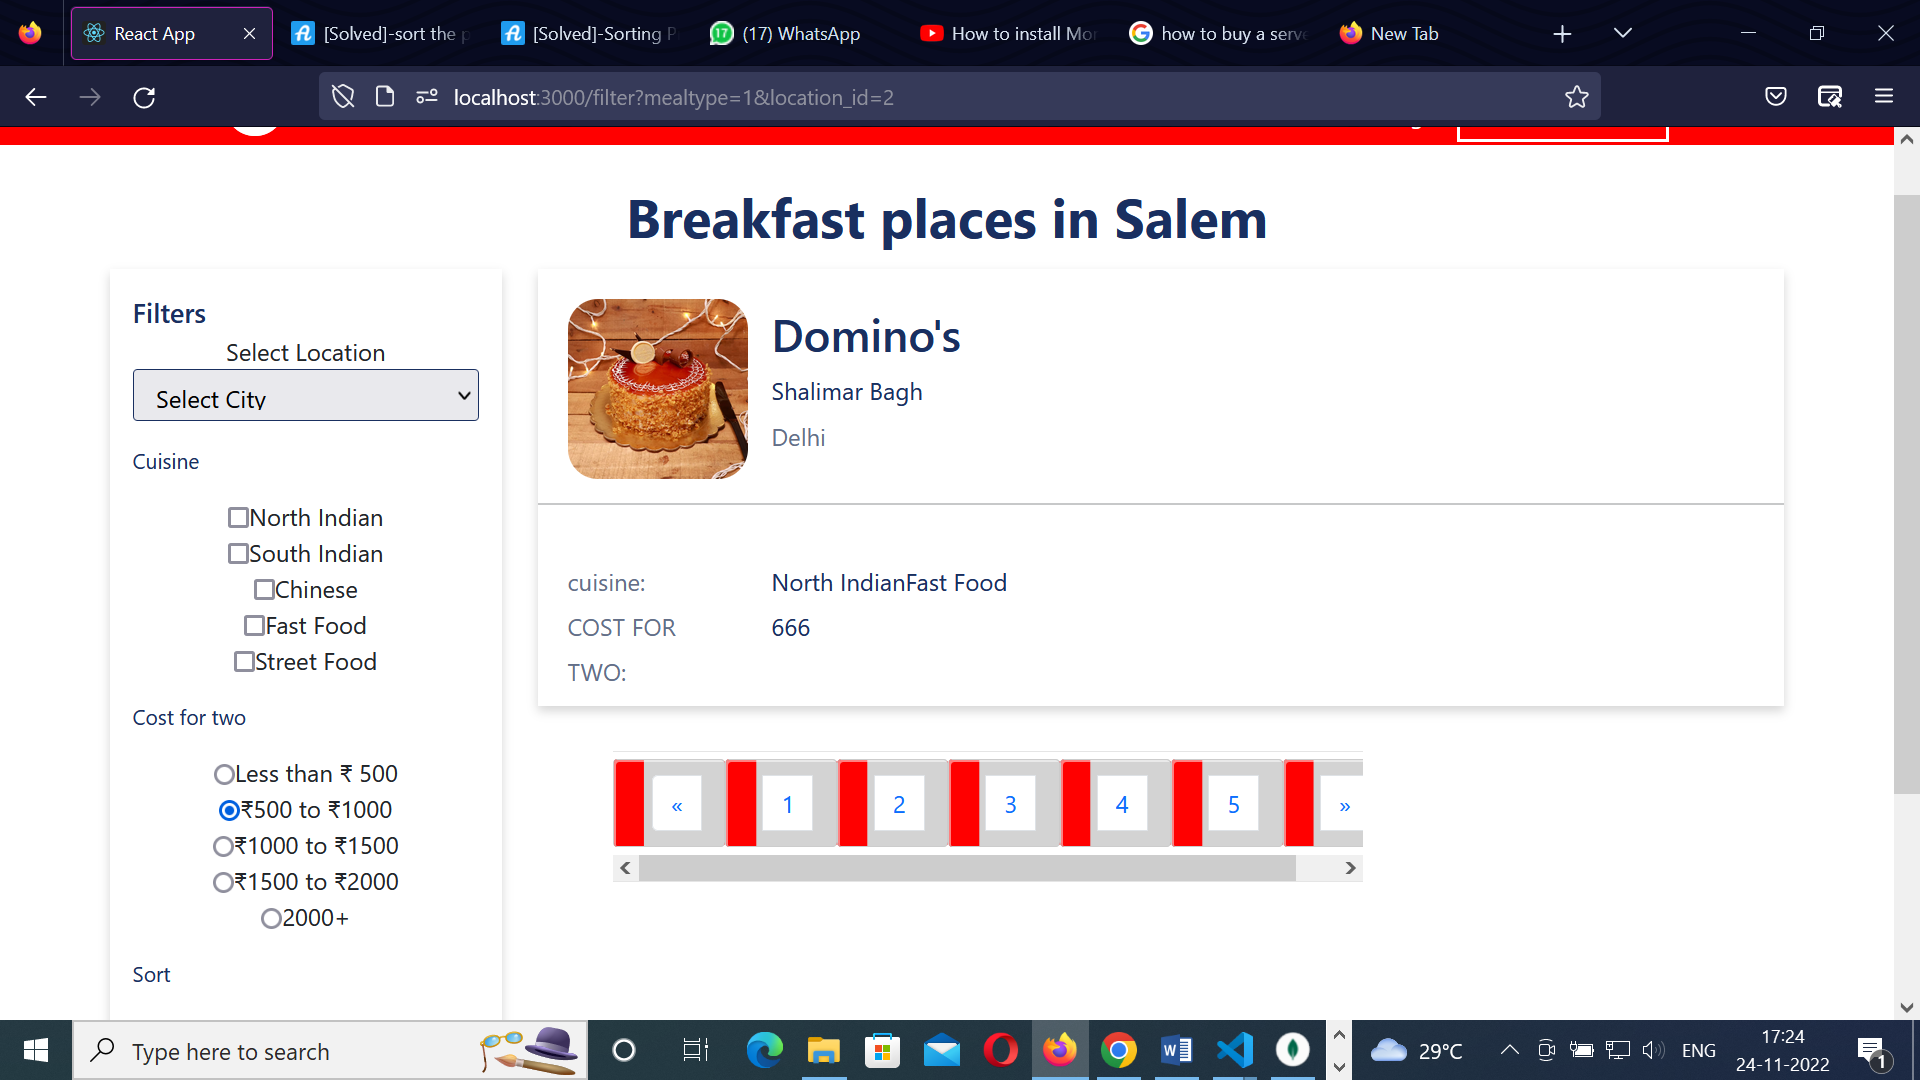 React App
[Solved]-sort the p
[Solved]-Sorting P
(17) WhatsApp
How to install Mon
how to buy a serve
New Tab
localhost:3000/filter?mealtype=1&location_id=2
Breakfast places in Salem
Filters
Select Location
Select City
Cuisine
North Indian
South Indian
Chinese
Fast Food
Street Food
Cost for two
Less than ₹ 500
₹500 to ₹1000
₹1000 to ₹1500
₹1500 to ₹2000
2000+
Sort
Domino's
Shalimar Bagh
Delhi
cuisine: North IndianFast Food
COST FOR 666
TWO:
« 1 2 3 4 5 »
Type here to search
29°C
ENG
17:24
24-11-2022
1